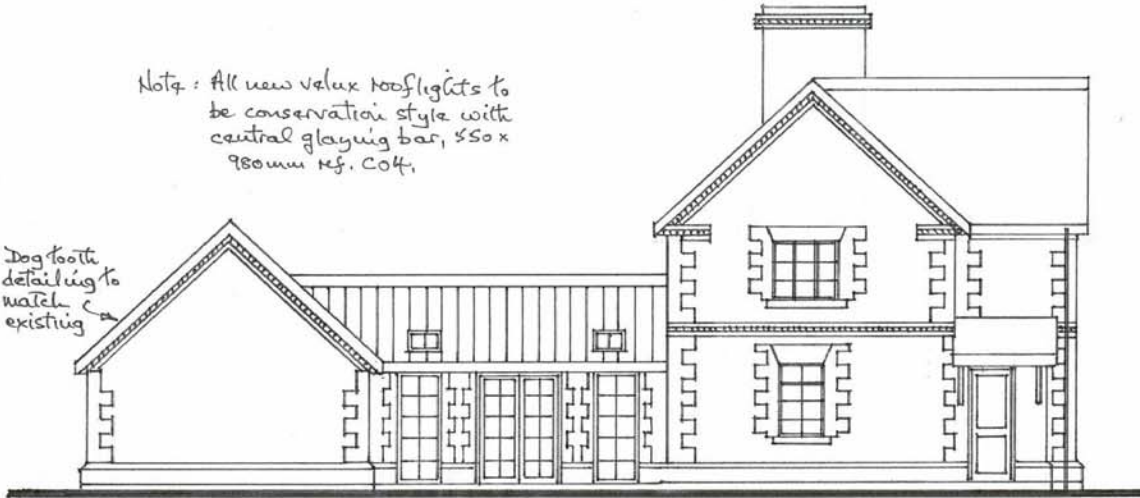 Note : All new velux rooflights to
be conservation style with
central glazing bar, 550 x
980mm ref. C04.
Dog tooth
detailing to
match
existing